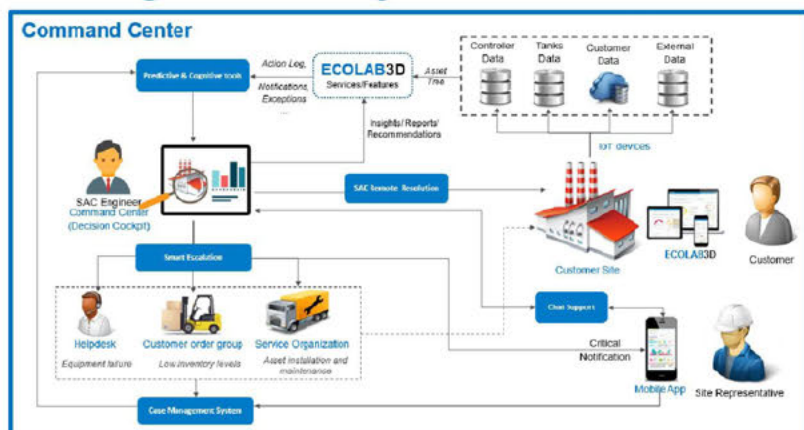 Command Center
Predictive & Cognitive tools
Action Log,
Notifications,
Exceptions
....
ECOLAB3D
Services/Features
Asset
Tree
Controller
Data
Tanks
Data
Customer
Data
External
Data
Insights/Reports/
Recommendations
IOT devices
SAC Engineer
Command Center
(Decision Cockpit)
SAC Remote Resolution
Customer Site
ECOLAB3D
Customer
Smart Escalation
Helpdesk
Equipment failure
Customer order group
Low inventory levels
Service Organization
Asset installation and
maintenance
Chat Support
Critical
Notification
Mobile App
Site Representative
Case Management System